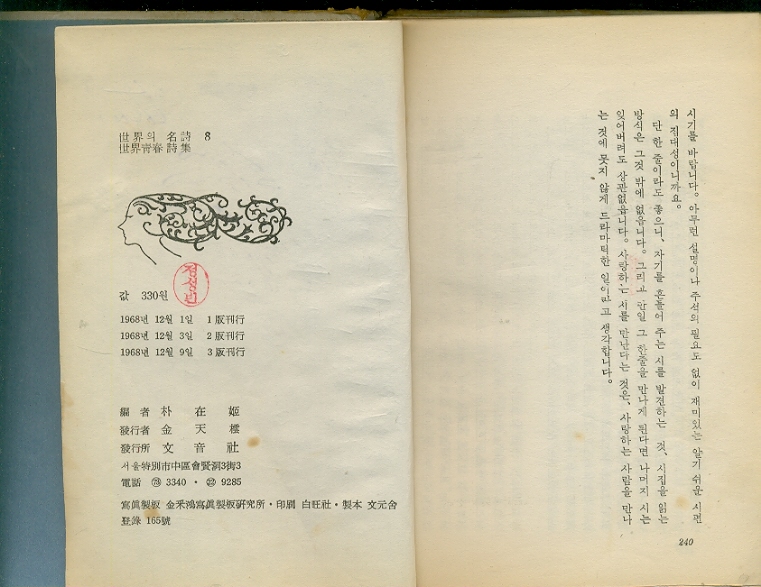 世界의 名詩 8
世界靑春詩集
정성민
값 330원
1968년 12월 1일 1版刊行
1968년 12월 3일 2版刊行
1968년 12월 9일 3版刊行
編者 朴在姬
發行者 金天
發行所 文音社
서울特別市中區會賢洞3街3
電話 3340 · 9285
寫眞製板 金釆鴻寫眞製板硏究所 · 印刷 白旺社 · 製本 文元舍
登錄 165號
시기를 바랍니다. 아무런 설명이나 주석의 필요도 없이 재미있는 알기 쉬운 시편
의 집대성이니까요.
단 한 줄이라도 좋으니, 자기를 흔들어 주는 시를 발견하는 것, 시집을 읽는
방식은 그것 밖에 없읍니다. 그리고 만일 그 한줄을 만나게 된다면 나머지 시는
잊어버려도 상관없읍니다. 사랑하는 시를 만난다는 것은, 사랑하는 사람을 만나
는 것에 못지 않게 드라마틱한 일이라고 생각합니다.
240